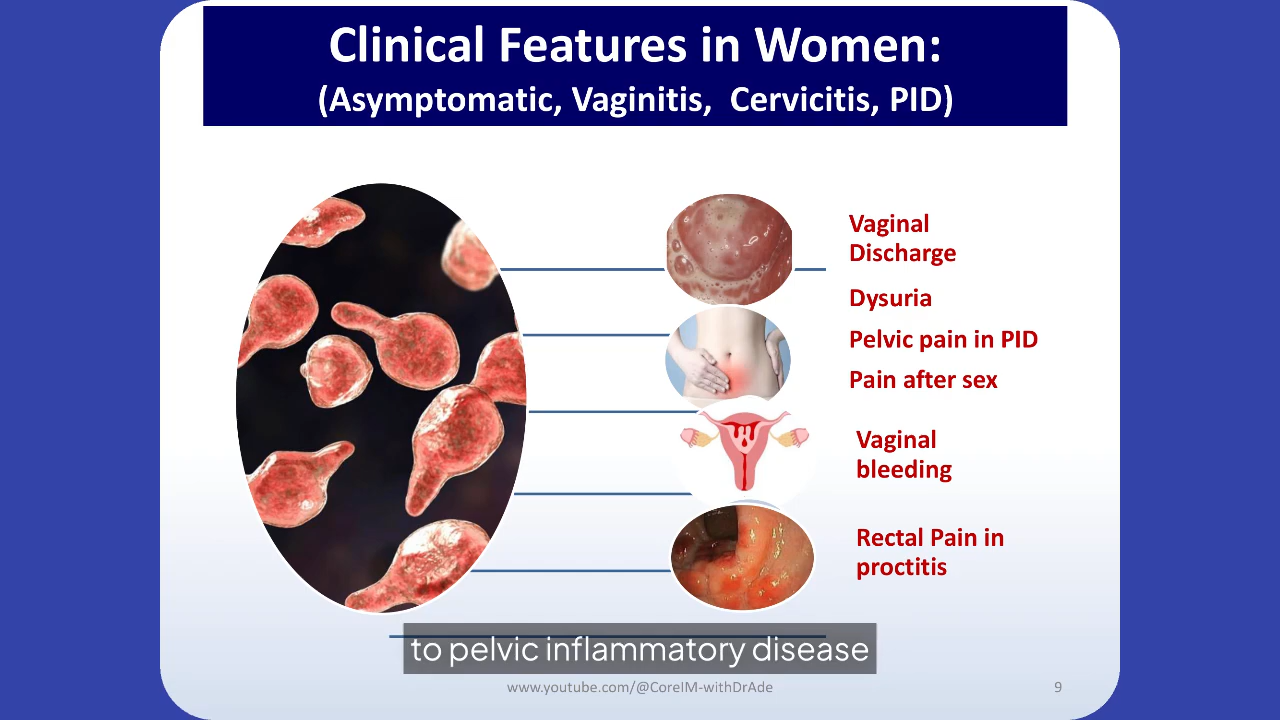 Clinical Features in Women:
(Asymptomatic, Vaginitis, Cervicitis, PID)
Vaginal
Discharge
Dysuria
Pelvic pain in PID
Pain after sex
Vaginal
bleeding
Rectal Pain in
proctitis
to pelvic inflammatory disease
www.youtube.com/@CoreIM-withDrAde
9